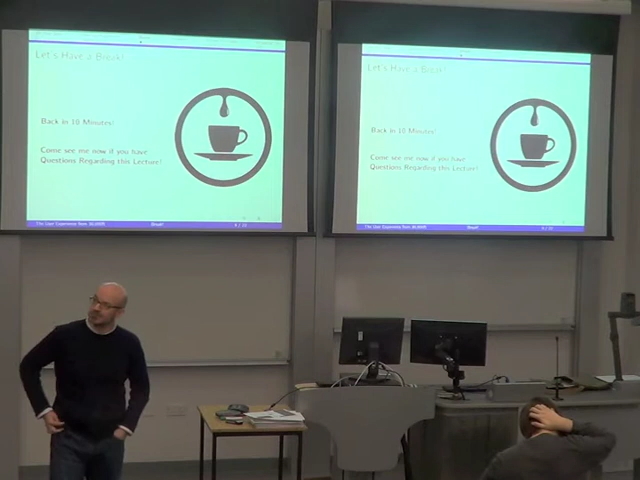 Let's Have a Break!
Back in 10 Minutes!
Come see me now if you have
Questions Regarding this Lecture!
Let's Have a Break!
Back in 10 Minutes!
Come see me now if you have
Questions Regarding this Lecture!